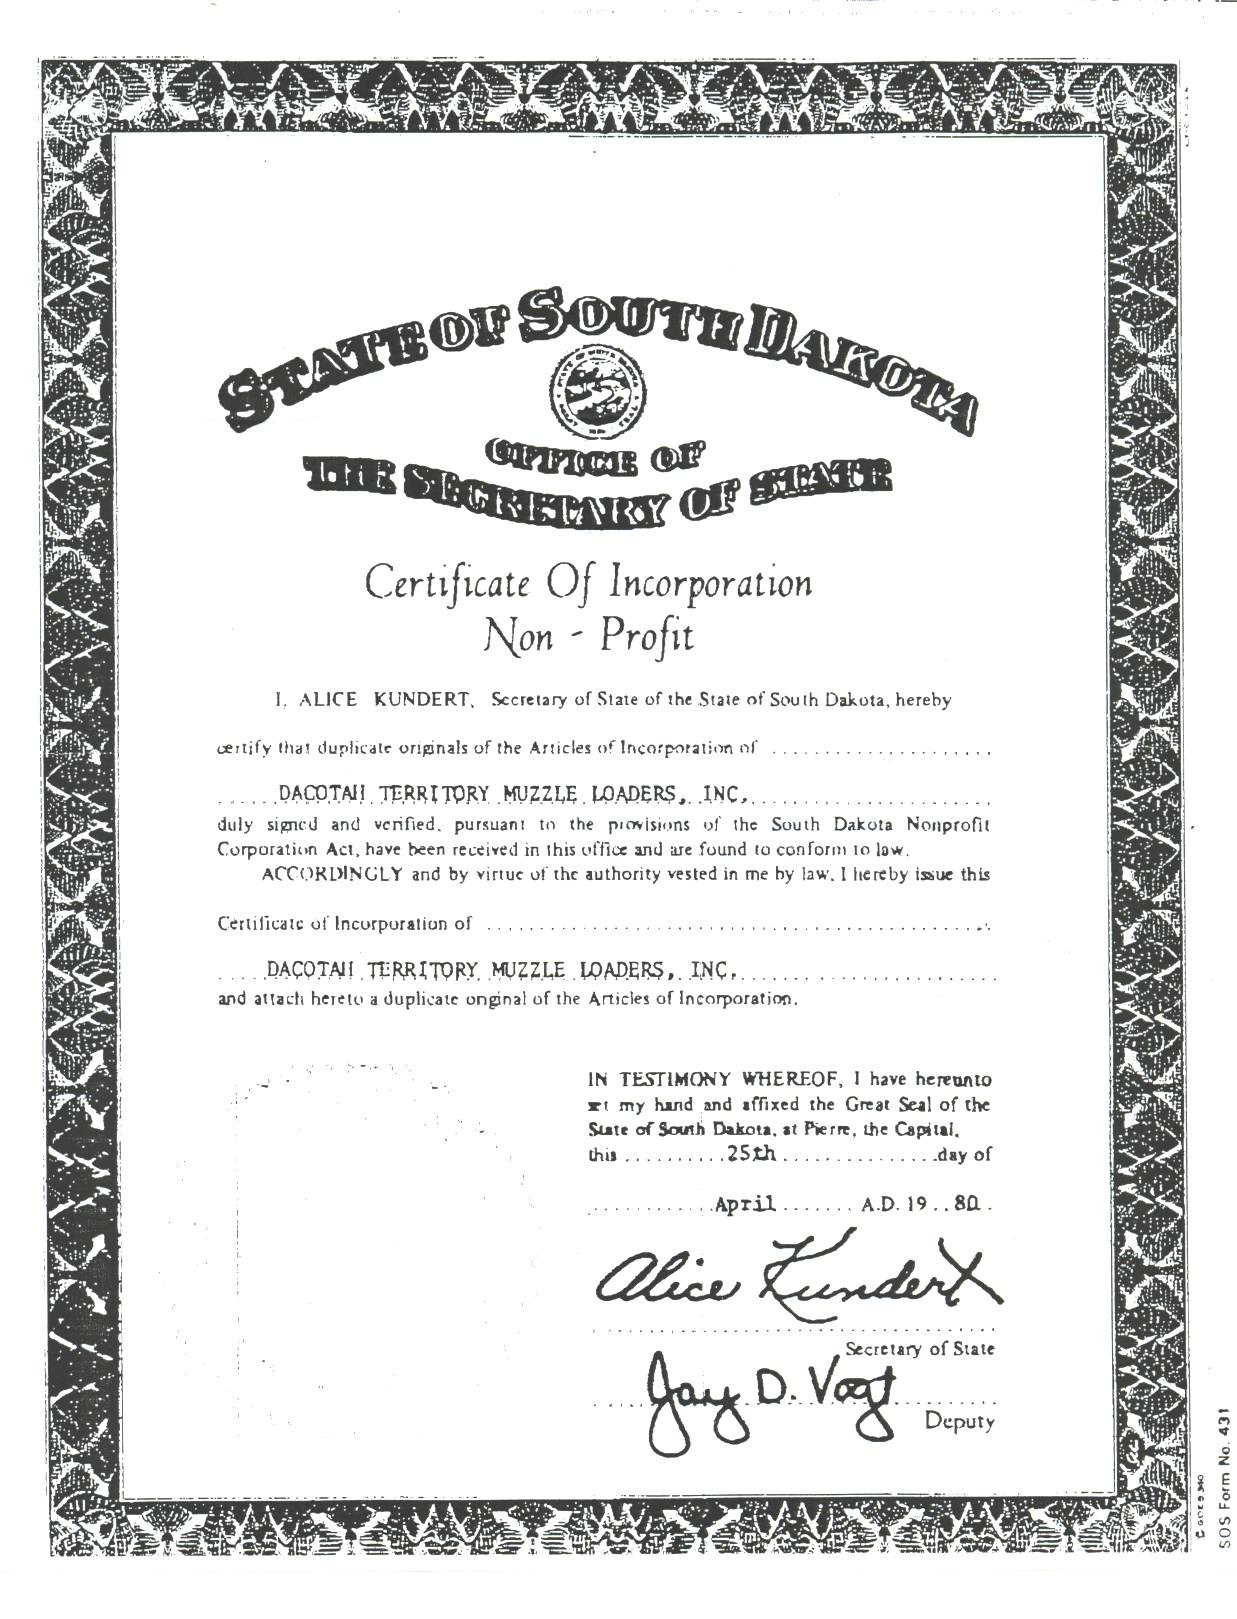 STATE OF SOUTH DAKOTA
OFFICE OF
THE SECRETARY OF STATE
Certificate Of Incorporation
Non - Profit
I, ALICE KUNDERT, Secretary of State of the State of South Dakota, hereby
certify that duplicate originals of the Articles of Incorporation of .....................
......DACOTAH TERRITORY MUZZLE LOADERS, INC.......................
duly signed and verified, pursuant to the provisions of the South Dakota Nonprofit
Corporation Act, have been received in this office and are found to conform to law.
ACCORDINGLY and by virtue of the authority vested in me by law, I hereby issue this
Certificate of Incorporation of ................................................
.....DACOTAH TERRITORY MUZZLE LOADERS, INC.........................
and attach hereto a duplicate original of the Articles of Incorporation.
IN TESTIMONY WHEREOF, I have hereunto
set my hand and affixed the Great Seal of the
State of South Dakota, at Pierre, the Capital,
this ..........25th...............day of
............April....... A.D. 19..80.
Alice Kundert
Secretary of State
Jay D. Vogt
Deputy
SOS Form No. 431